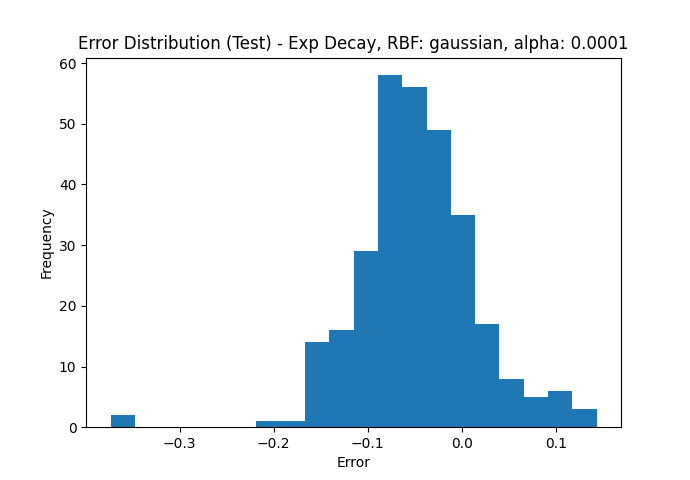 Error Distribution (Test) - Exp Decay, RBF: gaussian, alpha: 0.0001
60
50
40
30
20
10
0
Frequency
−0.3 −0.2 −0.1 0.0 0.1
Error